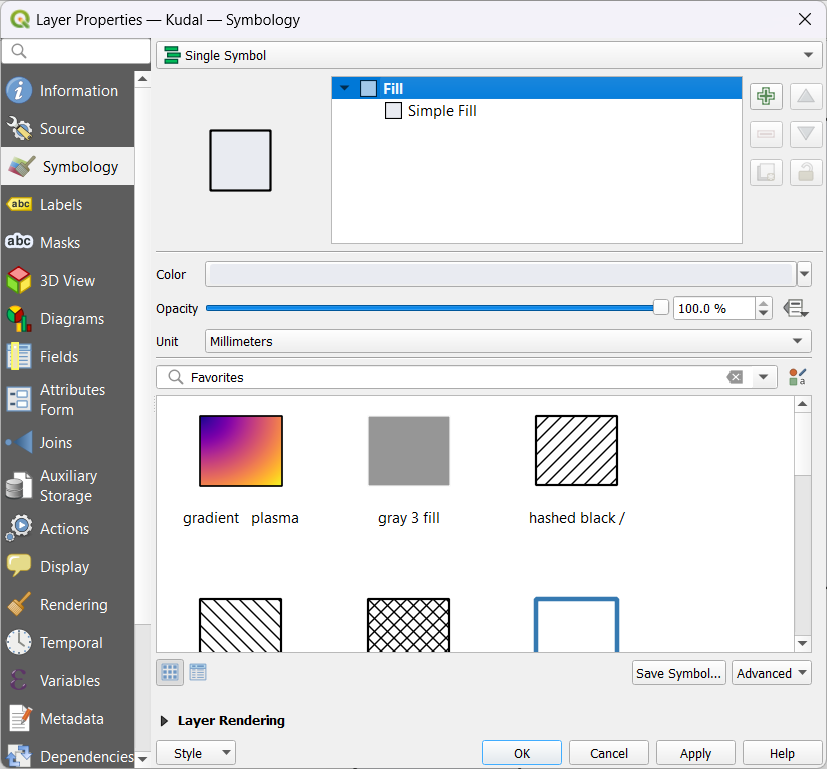 Layer Properties — Kudal — Symbology
Single Symbol
Information
Source
Symbology
abc Labels
abc Masks
3D View
Diagrams
Fields
Attributes
Form
Joins
Auxiliary
Storage
Actions
Display
Rendering
Temporal
Variables
Metadata
Dependencies
Fill
Simple Fill
Color
Opacity
100.0 %
Unit
Millimeters
Favorites
gradient plasma
gray 3 fill
hashed black /
Save Symbol...
Advanced
Layer Rendering
Style
OK
Cancel
Apply
Help